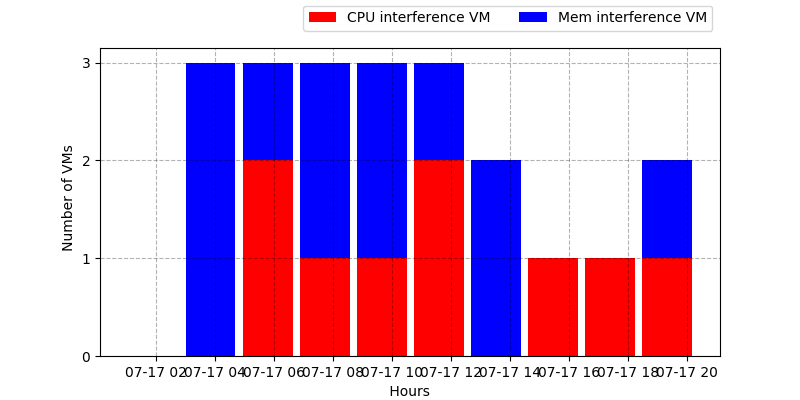 CPU interference VM Mem interference VM
3
2
1
0
Number of VMs
07-17 02 07-17 04 07-17 06 07-17 08 07-17 10 07-17 12 07-17 14 07-17 16 07-17 18 07-17 20
Hours